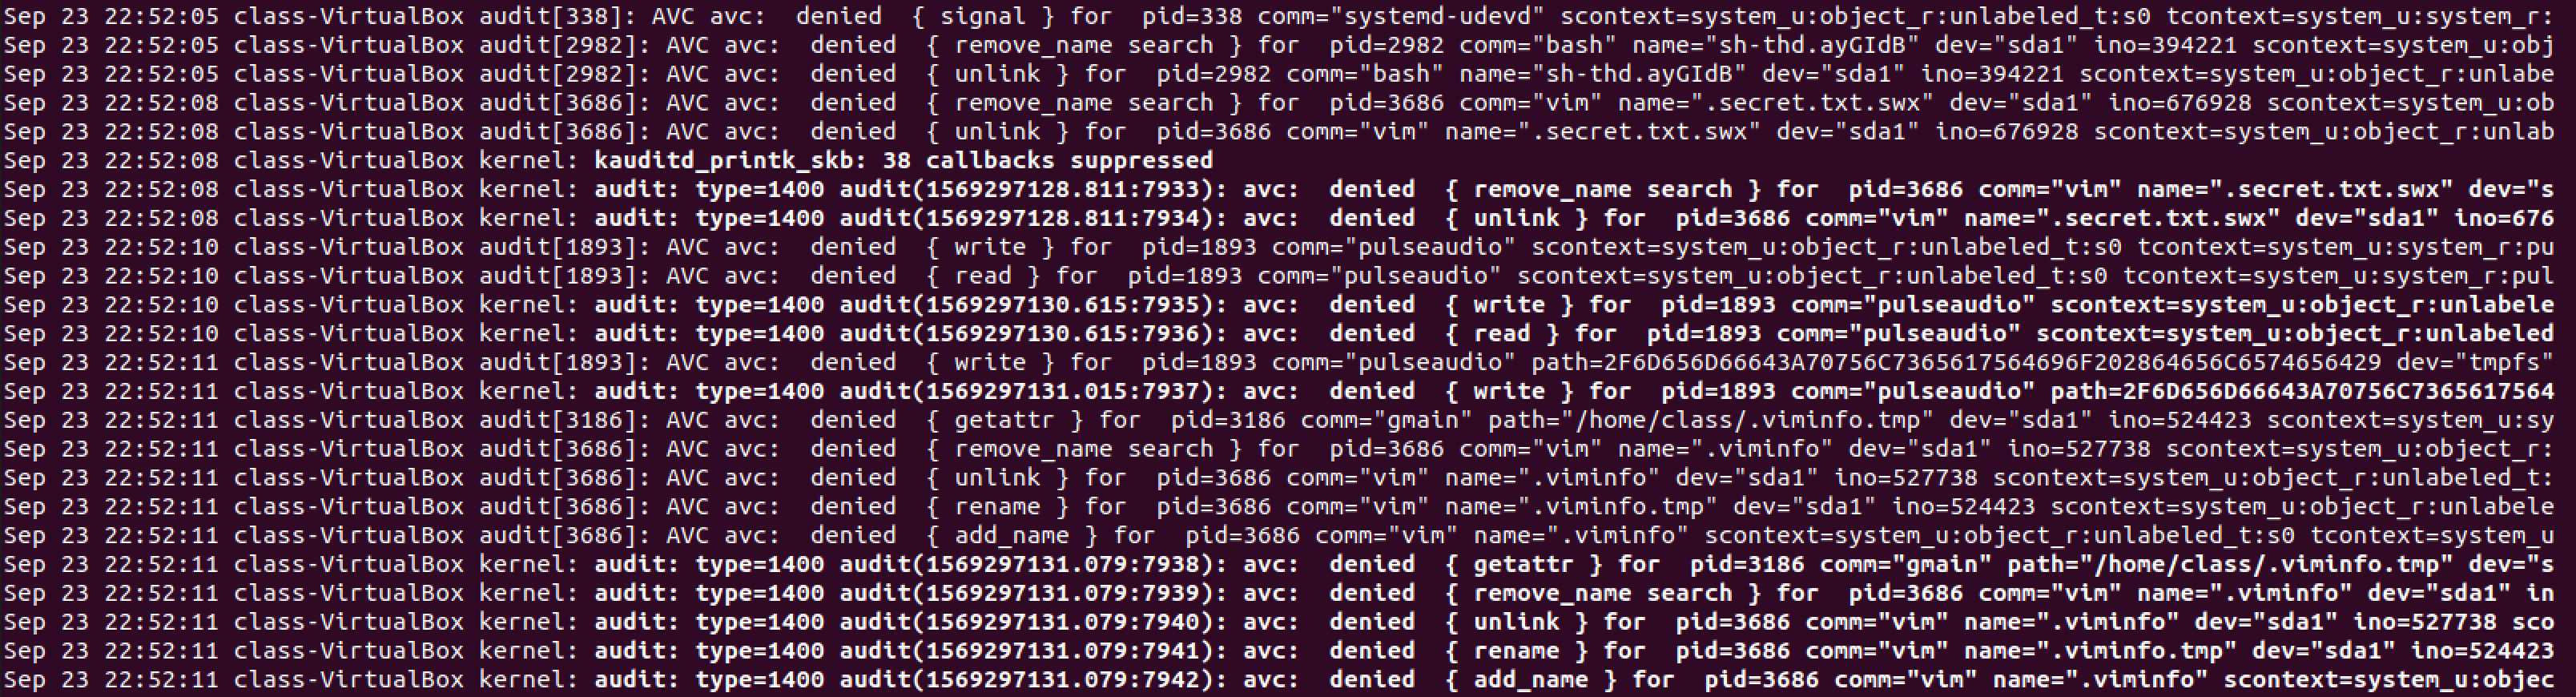 Sep 23 22:52:05 class-VirtualBox audit[338]: AVC avc:  denied  { signal } for  pid=338 comm="systemd-udevd" scontext=system_u:object_r:unlabeled_t:s0 tcontext=system_u:system_r:
Sep 23 22:52:05 class-VirtualBox audit[2982]: AVC avc:  denied  { remove_name search } for  pid=2982 comm="bash" name="sh-thd.ayGIdB" dev="sda1" ino=394221 scontext=system_u:obj
Sep 23 22:52:05 class-VirtualBox audit[2982]: AVC avc:  denied  { unlink } for  pid=2982 comm="bash" name="sh-thd.ayGIdB" dev="sda1" ino=394221 scontext=system_u:object_r:unlabe
Sep 23 22:52:08 class-VirtualBox audit[3686]: AVC avc:  denied  { remove_name search } for  pid=3686 comm="vim" name=".secret.txt.swx" dev="sda1" ino=676928 scontext=system_u:ob
Sep 23 22:52:08 class-VirtualBox audit[3686]: AVC avc:  denied  { unlink } for  pid=3686 comm="vim" name=".secret.txt.swx" dev="sda1" ino=676928 scontext=system_u:object_r:unlab
Sep 23 22:52:08 class-VirtualBox kernel: kauditd_printk_skb: 38 callbacks suppressed
Sep 23 22:52:08 class-VirtualBox kernel: audit: type=1400 audit(1569297128.811:7933): avc:  denied  { remove_name search } for  pid=3686 comm="vim" name=".secret.txt.swx" dev="s
Sep 23 22:52:08 class-VirtualBox kernel: audit: type=1400 audit(1569297128.811:7934): avc:  denied  { unlink } for  pid=3686 comm="vim" name=".secret.txt.swx" dev="sda1" ino=676
Sep 23 22:52:10 class-VirtualBox audit[1893]: AVC avc:  denied  { write } for  pid=1893 comm="pulseaudio" scontext=system_u:object_r:unlabeled_t:s0 tcontext=system_u:system_r:pu
Sep 23 22:52:10 class-VirtualBox audit[1893]: AVC avc:  denied  { read } for  pid=1893 comm="pulseaudio" scontext=system_u:object_r:unlabeled_t:s0 tcontext=system_u:system_r:pul
Sep 23 22:52:10 class-VirtualBox kernel: audit: type=1400 audit(1569297130.615:7935): avc:  denied  { write } for  pid=1893 comm="pulseaudio" scontext=system_u:object_r:unlabele
Sep 23 22:52:10 class-VirtualBox kernel: audit: type=1400 audit(1569297130.615:7936): avc:  denied  { read } for  pid=1893 comm="pulseaudio" scontext=system_u:object_r:unlabeled
Sep 23 22:52:11 class-VirtualBox audit[1893]: AVC avc:  denied  { write } for  pid=1893 comm="pulseaudio" path=2F6D656D66643A70756C7365617564696F202864656C6574656429 dev="tmpfs"
Sep 23 22:52:11 class-VirtualBox kernel: audit: type=1400 audit(1569297131.015:7937): avc:  denied  { write } for  pid=1893 comm="pulseaudio" path=2F6D656D66643A70756C7365617564
Sep 23 22:52:11 class-VirtualBox audit[3186]: AVC avc:  denied  { getattr } for  pid=3186 comm="gmain" path="/home/class/.viminfo.tmp" dev="sda1" ino=524423 scontext=system_u:sy
Sep 23 22:52:11 class-VirtualBox audit[3686]: AVC avc:  denied  { remove_name search } for  pid=3686 comm="vim" name=".viminfo" dev="sda1" ino=527738 scontext=system_u:object_r:
Sep 23 22:52:11 class-VirtualBox audit[3686]: AVC avc:  denied  { unlink } for  pid=3686 comm="vim" name=".viminfo" dev="sda1" ino=527738 scontext=system_u:object_r:unlabeled_t:
Sep 23 22:52:11 class-VirtualBox audit[3686]: AVC avc:  denied  { rename } for  pid=3686 comm="vim" name=".viminfo.tmp" dev="sda1" ino=524423 scontext=system_u:object_r:unlabele
Sep 23 22:52:11 class-VirtualBox audit[3686]: AVC avc:  denied  { add_name } for  pid=3686 comm="vim" name=".viminfo" scontext=system_u:object_r:unlabeled_t:s0 tcontext=system_u
Sep 23 22:52:11 class-VirtualBox kernel: audit: type=1400 audit(1569297131.079:7938): avc:  denied  { getattr } for  pid=3186 comm="gmain" path="/home/class/.viminfo.tmp" dev="s
Sep 23 22:52:11 class-VirtualBox kernel: audit: type=1400 audit(1569297131.079:7939): avc:  denied  { remove_name search } for  pid=3686 comm="vim" name=".viminfo" dev="sda1" in
Sep 23 22:52:11 class-VirtualBox kernel: audit: type=1400 audit(1569297131.079:7940): avc:  denied  { unlink } for  pid=3686 comm="vim" name=".viminfo" dev="sda1" ino=527738 sco
Sep 23 22:52:11 class-VirtualBox kernel: audit: type=1400 audit(1569297131.079:7941): avc:  denied  { rename } for  pid=3686 comm="vim" name=".viminfo.tmp" dev="sda1" ino=524423
Sep 23 22:52:11 class-VirtualBox kernel: audit: type=1400 audit(1569297131.079:7942): avc:  denied  { add_name } for  pid=3686 comm="vim" name=".viminfo" scontext=system_u:objec